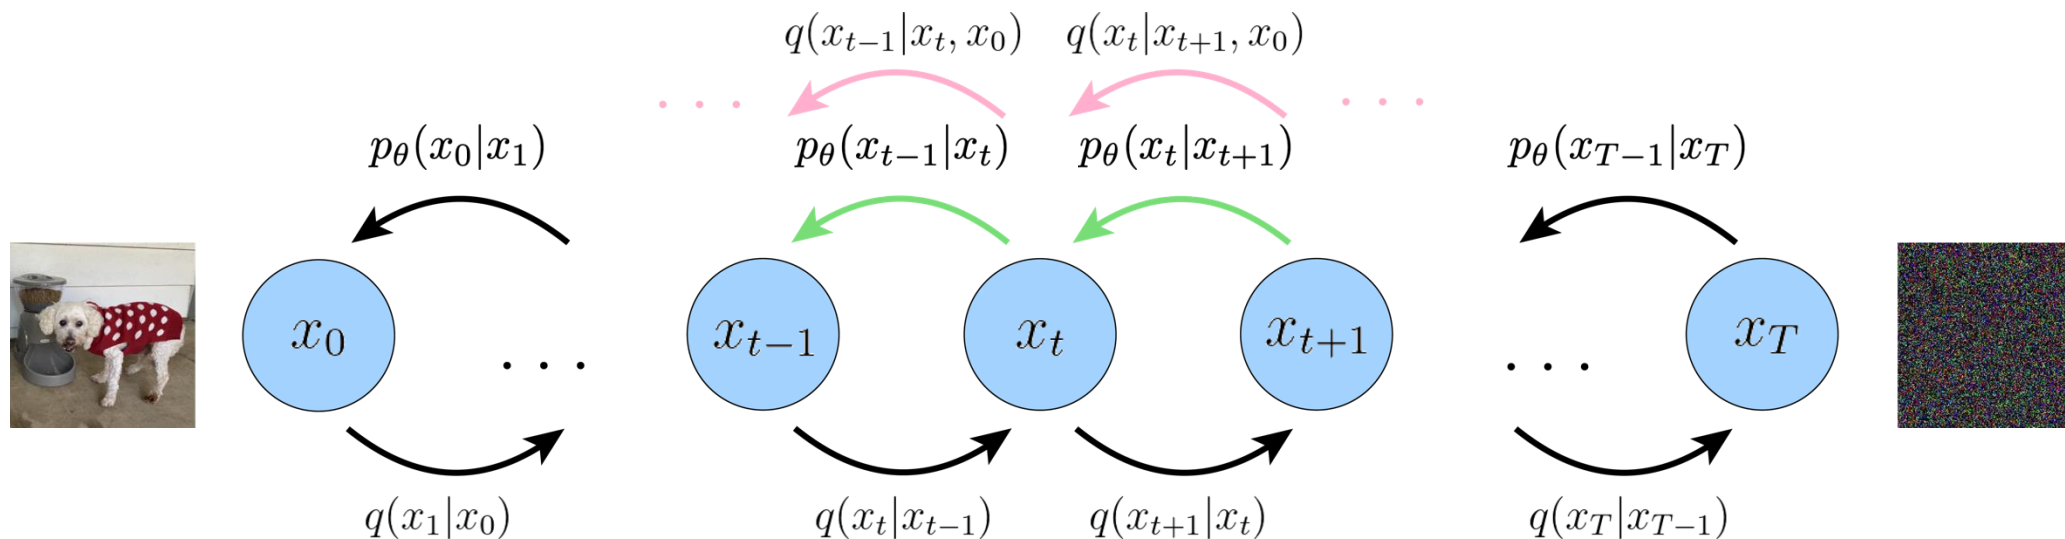 q(x_{t-1}|x_t, x_0) q(x_t|x_{t+1}, x_0)
. . . . . .
p_θ(x_0|x_1) p_θ(x_{t-1}|x_t) p_θ(x_t|x_{t+1}) p_θ(x_{T-1}|x_T)
x_0 x_{t-1} x_t x_{t+1} x_T
. . . . . .
q(x_1|x_0) q(x_t|x_{t-1}) q(x_{t+1}|x_t) q(x_T|x_{T-1})